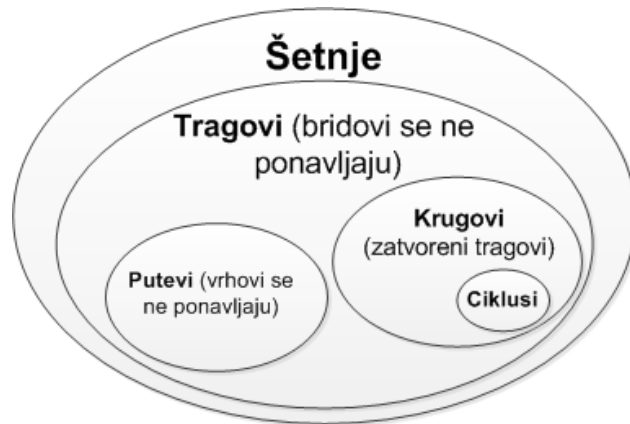 Šetnje
Tragovi (bridovi se ne
ponavljaju)
Krugovi
(zatvoreni tragovi)
Putevi (vrhovi se
ne ponavljaju)
Ciklusi